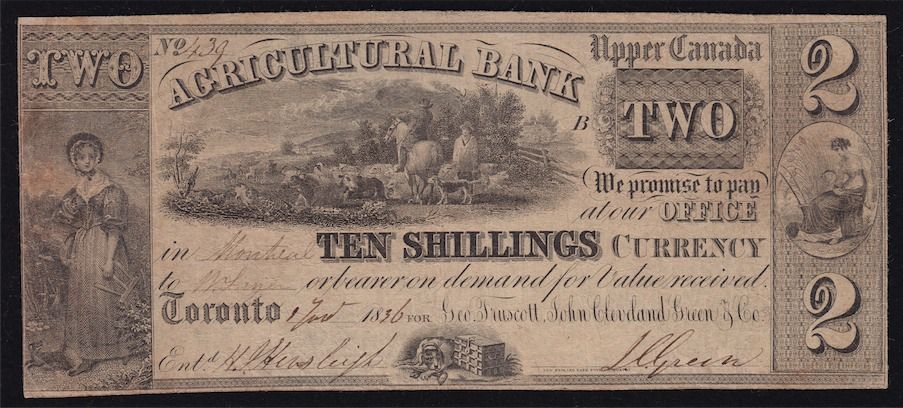 TWO
No 439
AGRICULTURAL BANK
Upper Canada
2
B
TWO
We promise to pay
at our OFFICE
in Montreal TEN SHILLINGS CURRENCY
to or bearer on demand for Value received.
Toronto 1836 FOR Geo. Truscott, John Cleveland Green & Co.
Entd.
J C Green
2